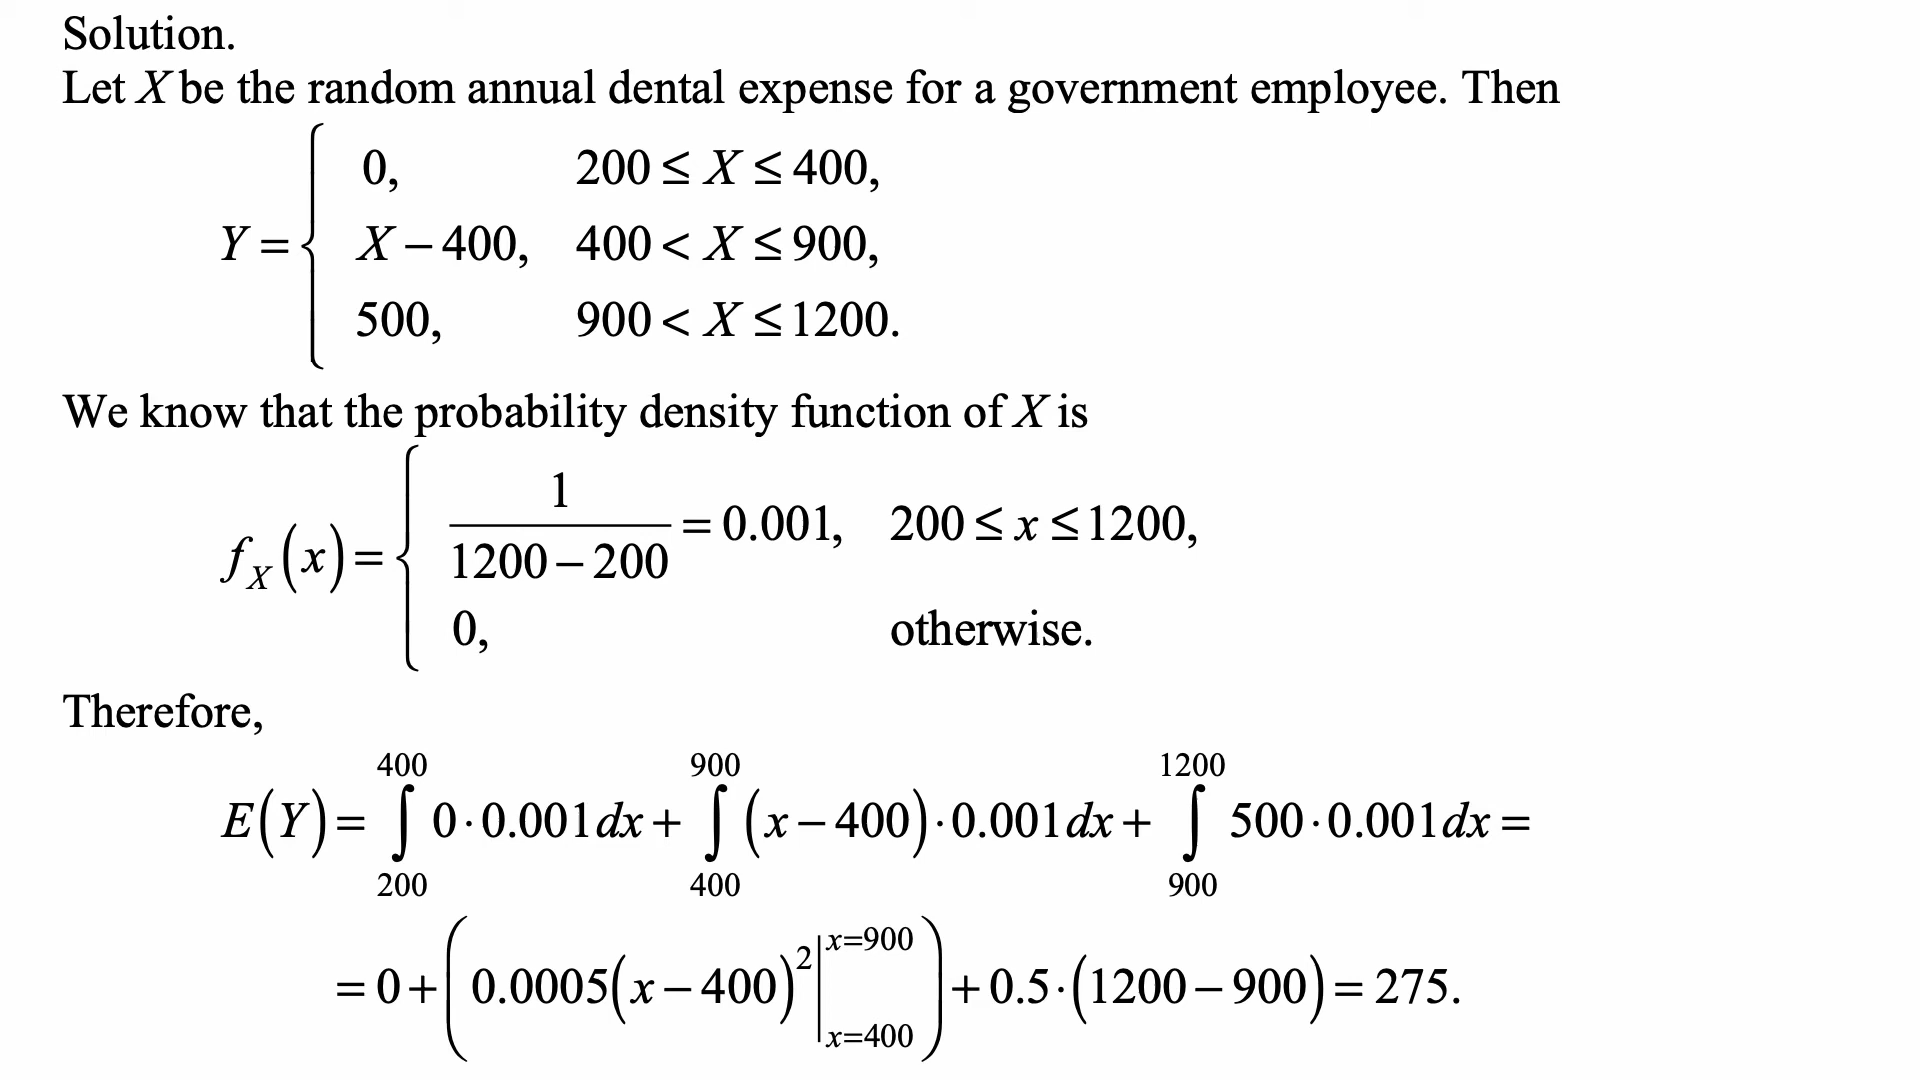 Solution.
Let X be the random annual dental expense for a government employee. Then
Y = { 0, 200 ≤ X ≤ 400,
X – 400, 400 < X ≤ 900,
500, 900 < X ≤ 1200.
We know that the probability density function of X is
f_X(x) = { 1/(1200 – 200) = 0.001, 200 ≤ x ≤ 1200,
0, otherwise.
Therefore,
E(Y) = ∫_{200}^{400} 0·0.001dx + ∫_{400}^{900} (x – 400)·0.001dx + ∫_{900}^{1200} 500·0.001dx =
= 0 + (0.0005(x – 400)^2 |_{x=400}^{x=900}) + 0.5·(1200 – 900) = 275.